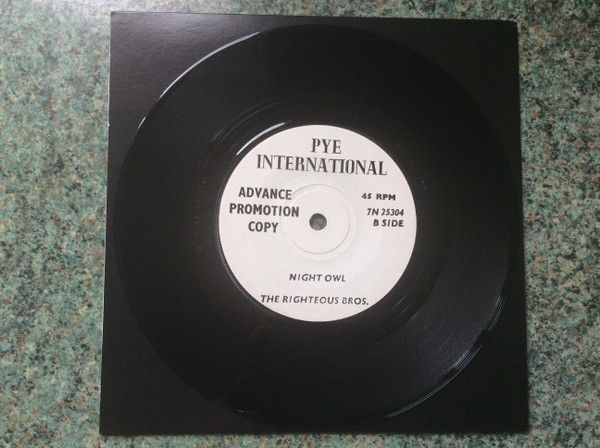 PYE
INTERNATIONAL
ADVANCE
PROMOTION
COPY
45 RPM
7N 25304
B SIDE
NIGHT OWL
THE RIGHTEOUS BROS.